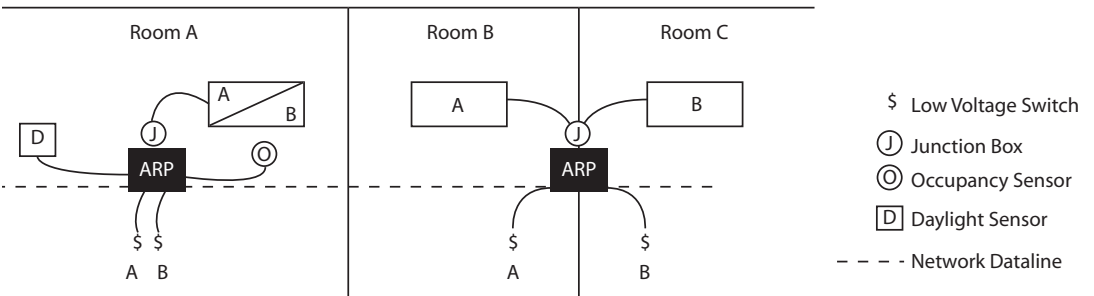 Room A
Room B
Room C
A
B
A
B
D
J
O
ARP
J
ARP
$ $
A B
$
A
$
B
$ Low Voltage Switch
J Junction Box
O Occupancy Sensor
D Daylight Sensor
Network Dataline